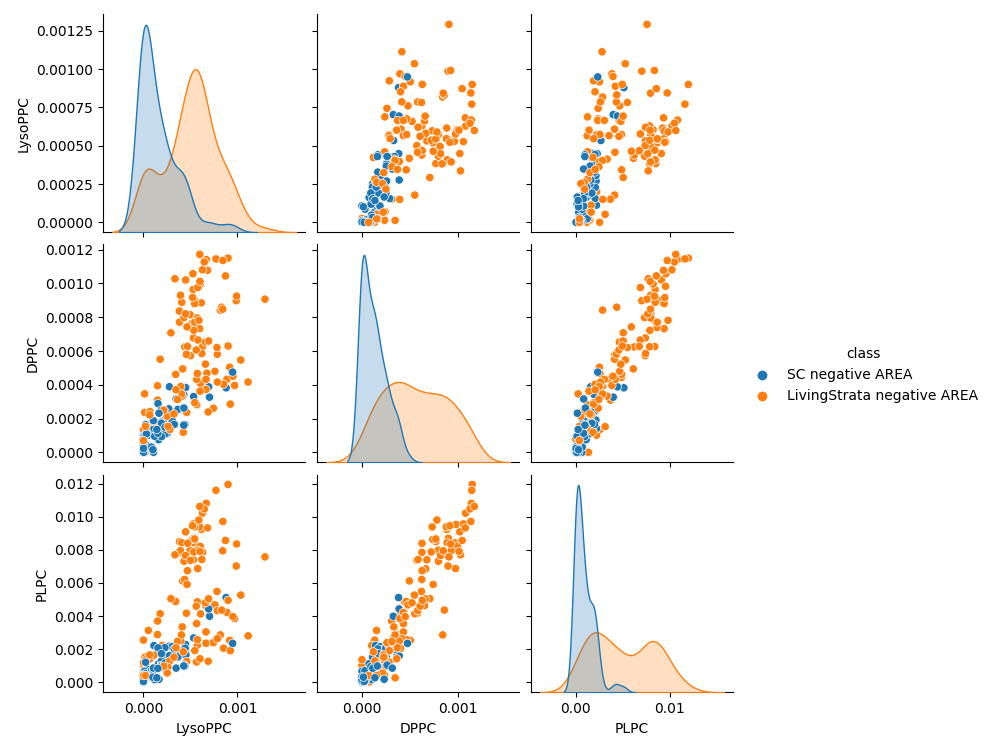 0.00125
0.00100
0.00075
0.00050
0.00025
0.00000
LysoPPC
0.0012
0.0010
0.0008
0.0006
0.0004
0.0002
0.0000
DPPC
class
SC negative AREA
LivingStrata negative AREA
0.012
0.010
0.008
0.006
0.004
0.002
0.000
PLPC
0.000 0.001
LysoPPC
0.000 0.001
DPPC
0.00 0.01
PLPC